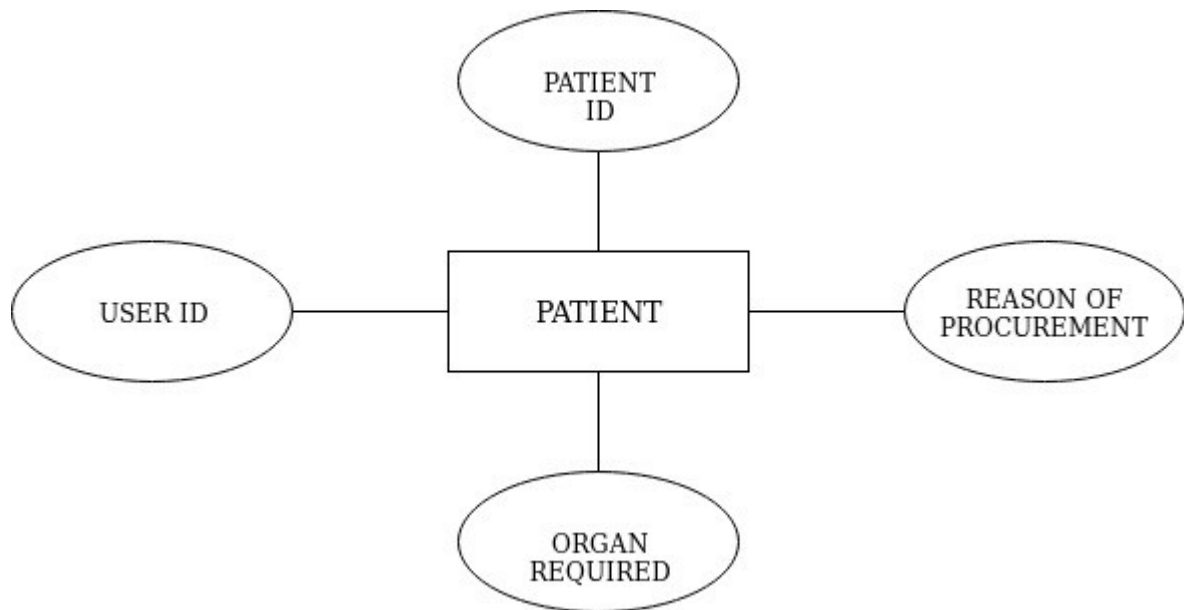 PATIENT
ID
USER ID
PATIENT
REASON OF
PROCUREMENT
ORGAN
REQUIRED